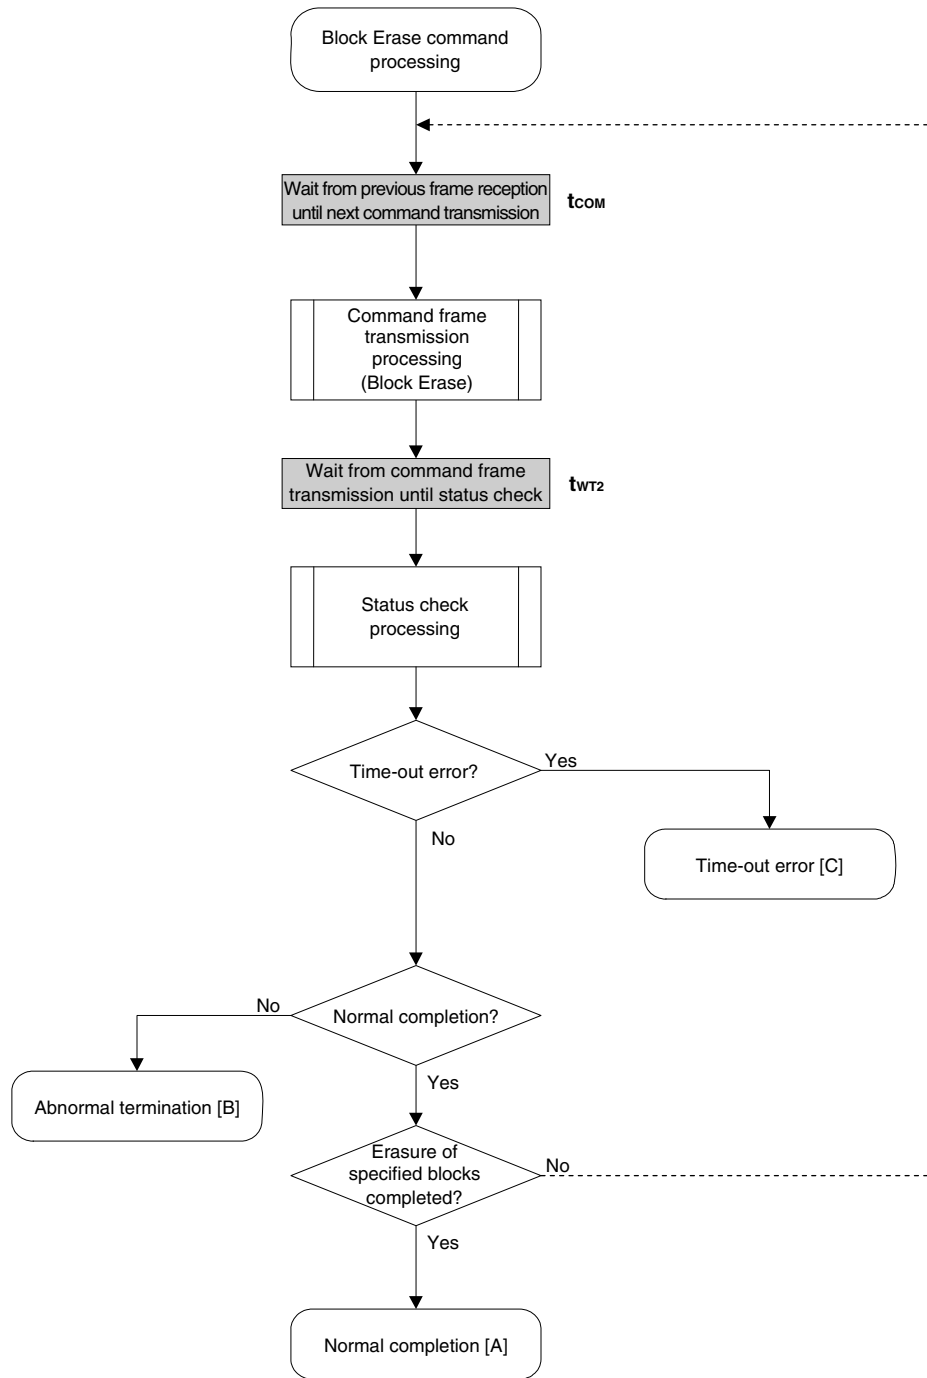 Block Erase command
processing
Wait from previous frame reception
until next command transmission
tCOM
Command frame
transmission
processing
(Block Erase)
Wait from command frame
transmission until status check
tWT2
Status check
processing
Time-out error?
Yes
No
Time-out error [C]
No
Normal completion?
Yes
Abnormal termination [B]
Erasure of
specified blocks
completed?
No
Yes
Normal completion [A]